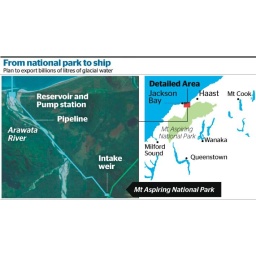 From national park to ship
Plan to export billions of litres of glacial water
Reservoir and
Pump station
Pipeline
Arawata
River
Intake
weir
Mt Aspiring National Park
Detailed Area
Jackson
Bay
Haast
Mt Cook
Mt Aspiring
National Park
Milford
Sound
Wanaka
Queenstown